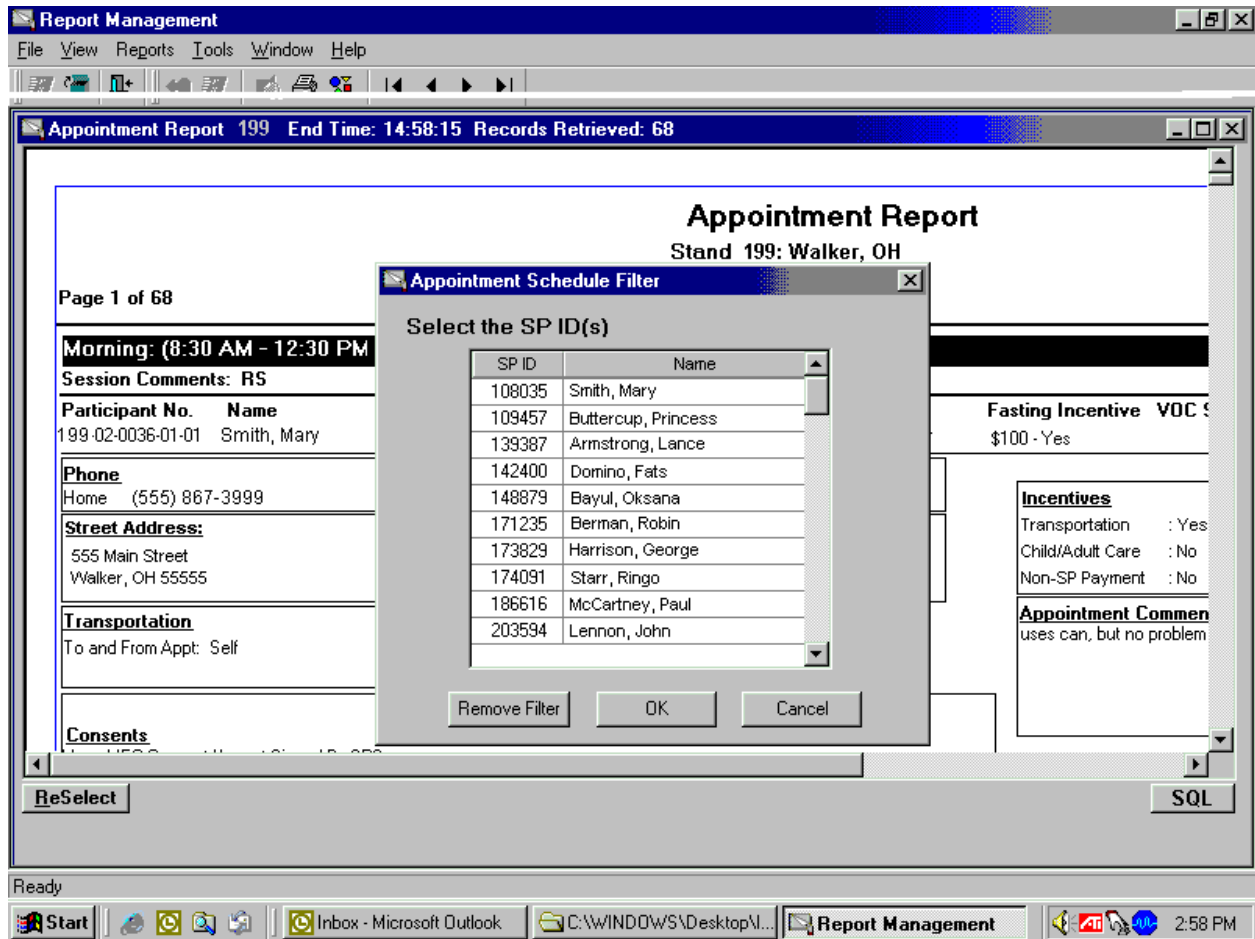 Report Management
File View Reports Tools Window Help
Appointment Report 199 End Time: 14:58:15 Records Retrieved: 68
Appointment Report
Stand 199: Walker, OH
Page 1 of 68
Morning: (8:30 AM - 12:30 PM
Session Comments: RS
Participant No. Name Fasting Incentive VOC
199-02-0036-01-01 Smith, Mary $100 - Yes
Phone
Home (555) 867-3999
Street Address:
555 Main Street
Walker, OH 55555
Transportation
To and From Appt: Self
Consents
Incentives
Transportation : Yes
Child/Adult Care : No
Non-SP Payment : No
Appointment Commen
uses can, but no problem
Appointment Schedule Filter
Select the SP ID(s)
SP ID Name
108035 Smith, Mary
109457 Buttercup, Princess
139387 Armstrong, Lance
142400 Domino, Fats
148879 Bayul, Oksana
171235 Berman, Robin
173829 Harrison, George
174091 Starr, Ringo
186616 McCartney, Paul
203594 Lennon, John
Remove Filter OK Cancel
ReSelect SQL
Ready
Start Inbox - Microsoft Outlook C:\WINDOWS\Desktop\I... Report Management ATI 2:58 PM